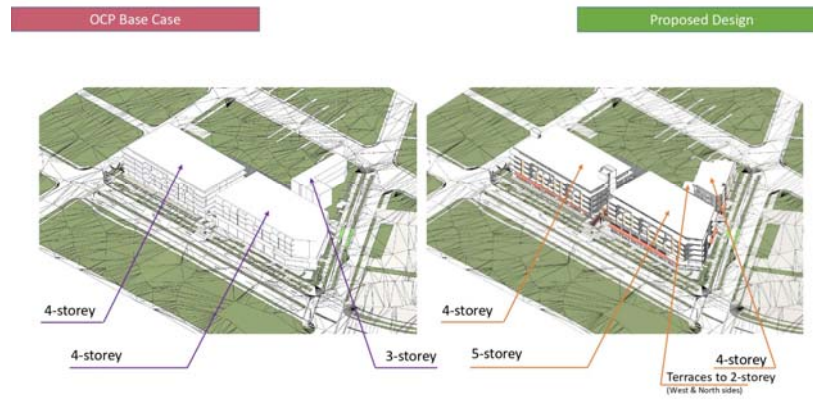 OCP Base Case
Proposed Design
4-storey
4-storey
3-storey
4-storey
5-storey
4-storey
Terraces to 2-storey
(West & North sides)